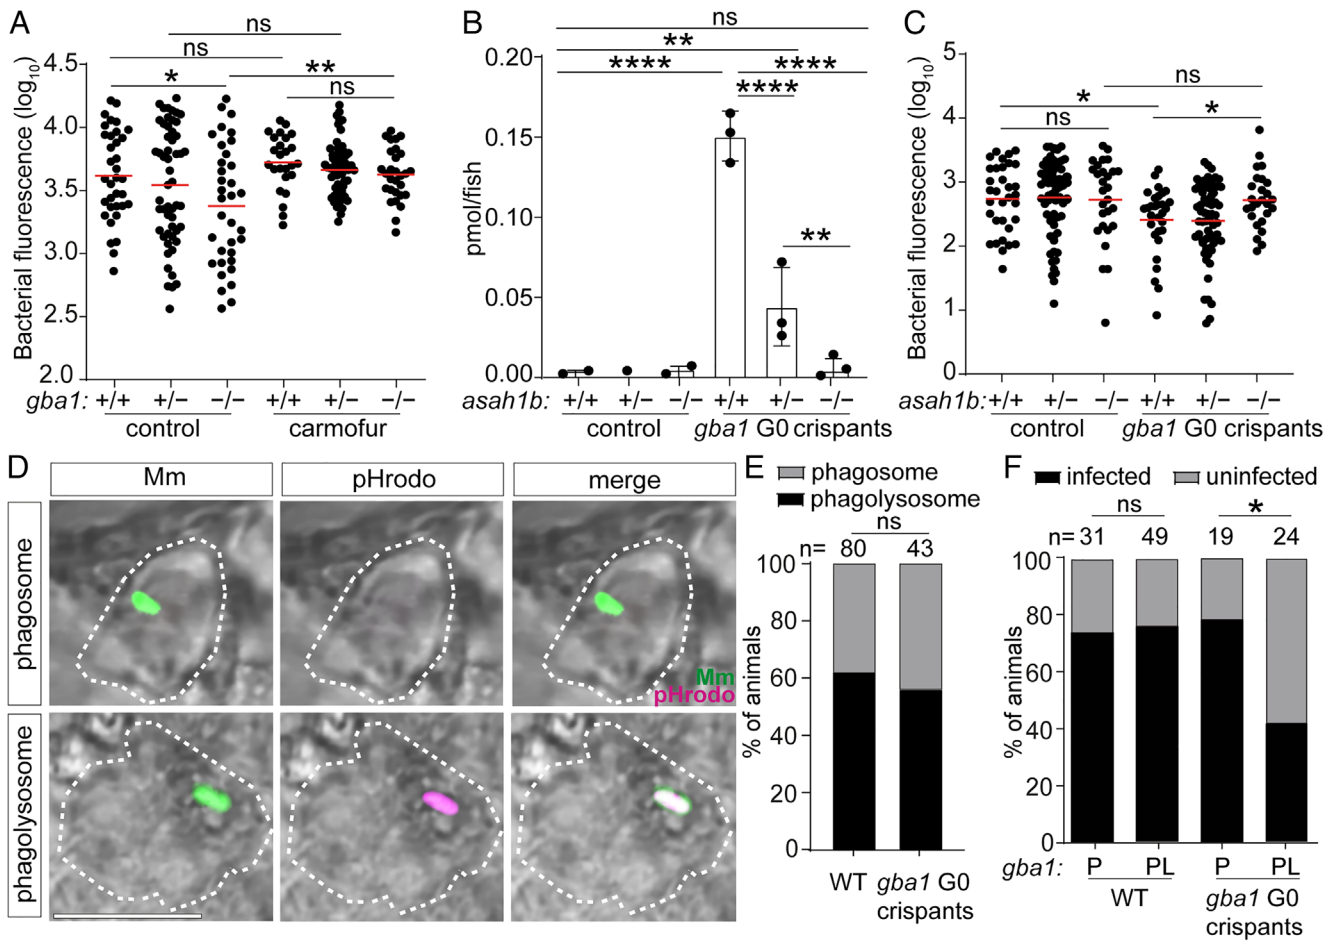 A
ns
ns
*
**
ns
Bacterial fluorescence (log10)
4.5
4.0
3.5
3.0
2.5
2.0
gba1: +/+ +/− −/− +/+ +/− −/−
control carmofur
B
ns
**
**** ****
****
**
pmol/fish
0.20
0.15
0.10
0.05
0.00
asah1b: +/+ +/− −/− +/+ +/− −/−
control gba1 G0 crispants
C
ns
* *
ns
Bacterial fluorescence (log10)
5
4
3
2
1
0
asah1b: +/+ +/− −/− +/+ +/− −/−
control gba1 G0 crispants
D
Mm pHrodo merge
phagosome
Mm
pHrodo
phagolysosome
E
phagosome
phagolysosome
ns
n= 80 43
% of animals
100
80
60
40
20
0
WT gba1 G0
crispants
F
infected uninfected
ns *
n= 31 49 19 24
% of animals
100
80
60
40
20
0
gba1: P PL P PL
WT gba1 G0
crispants